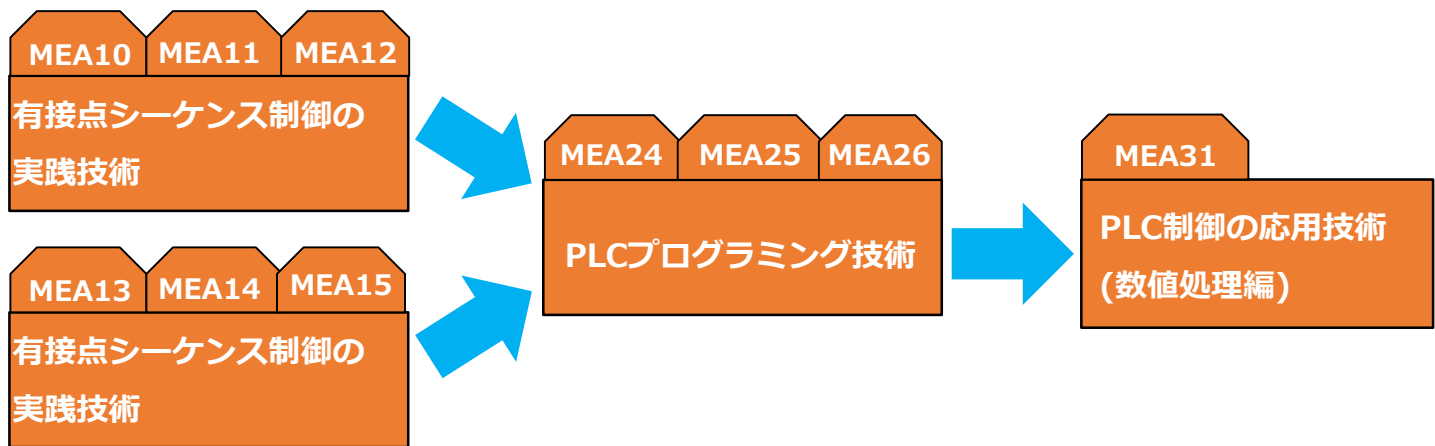 MEA10 MEA11 MEA12
有接点シーケンス制御の
実践技術
MEA13 MEA14 MEA15
有接点シーケンス制御の
実践技術
MEA24 MEA25 MEA26
PLCプログラミング技術
MEA31
PLC制御の応用技術
(数値処理編)